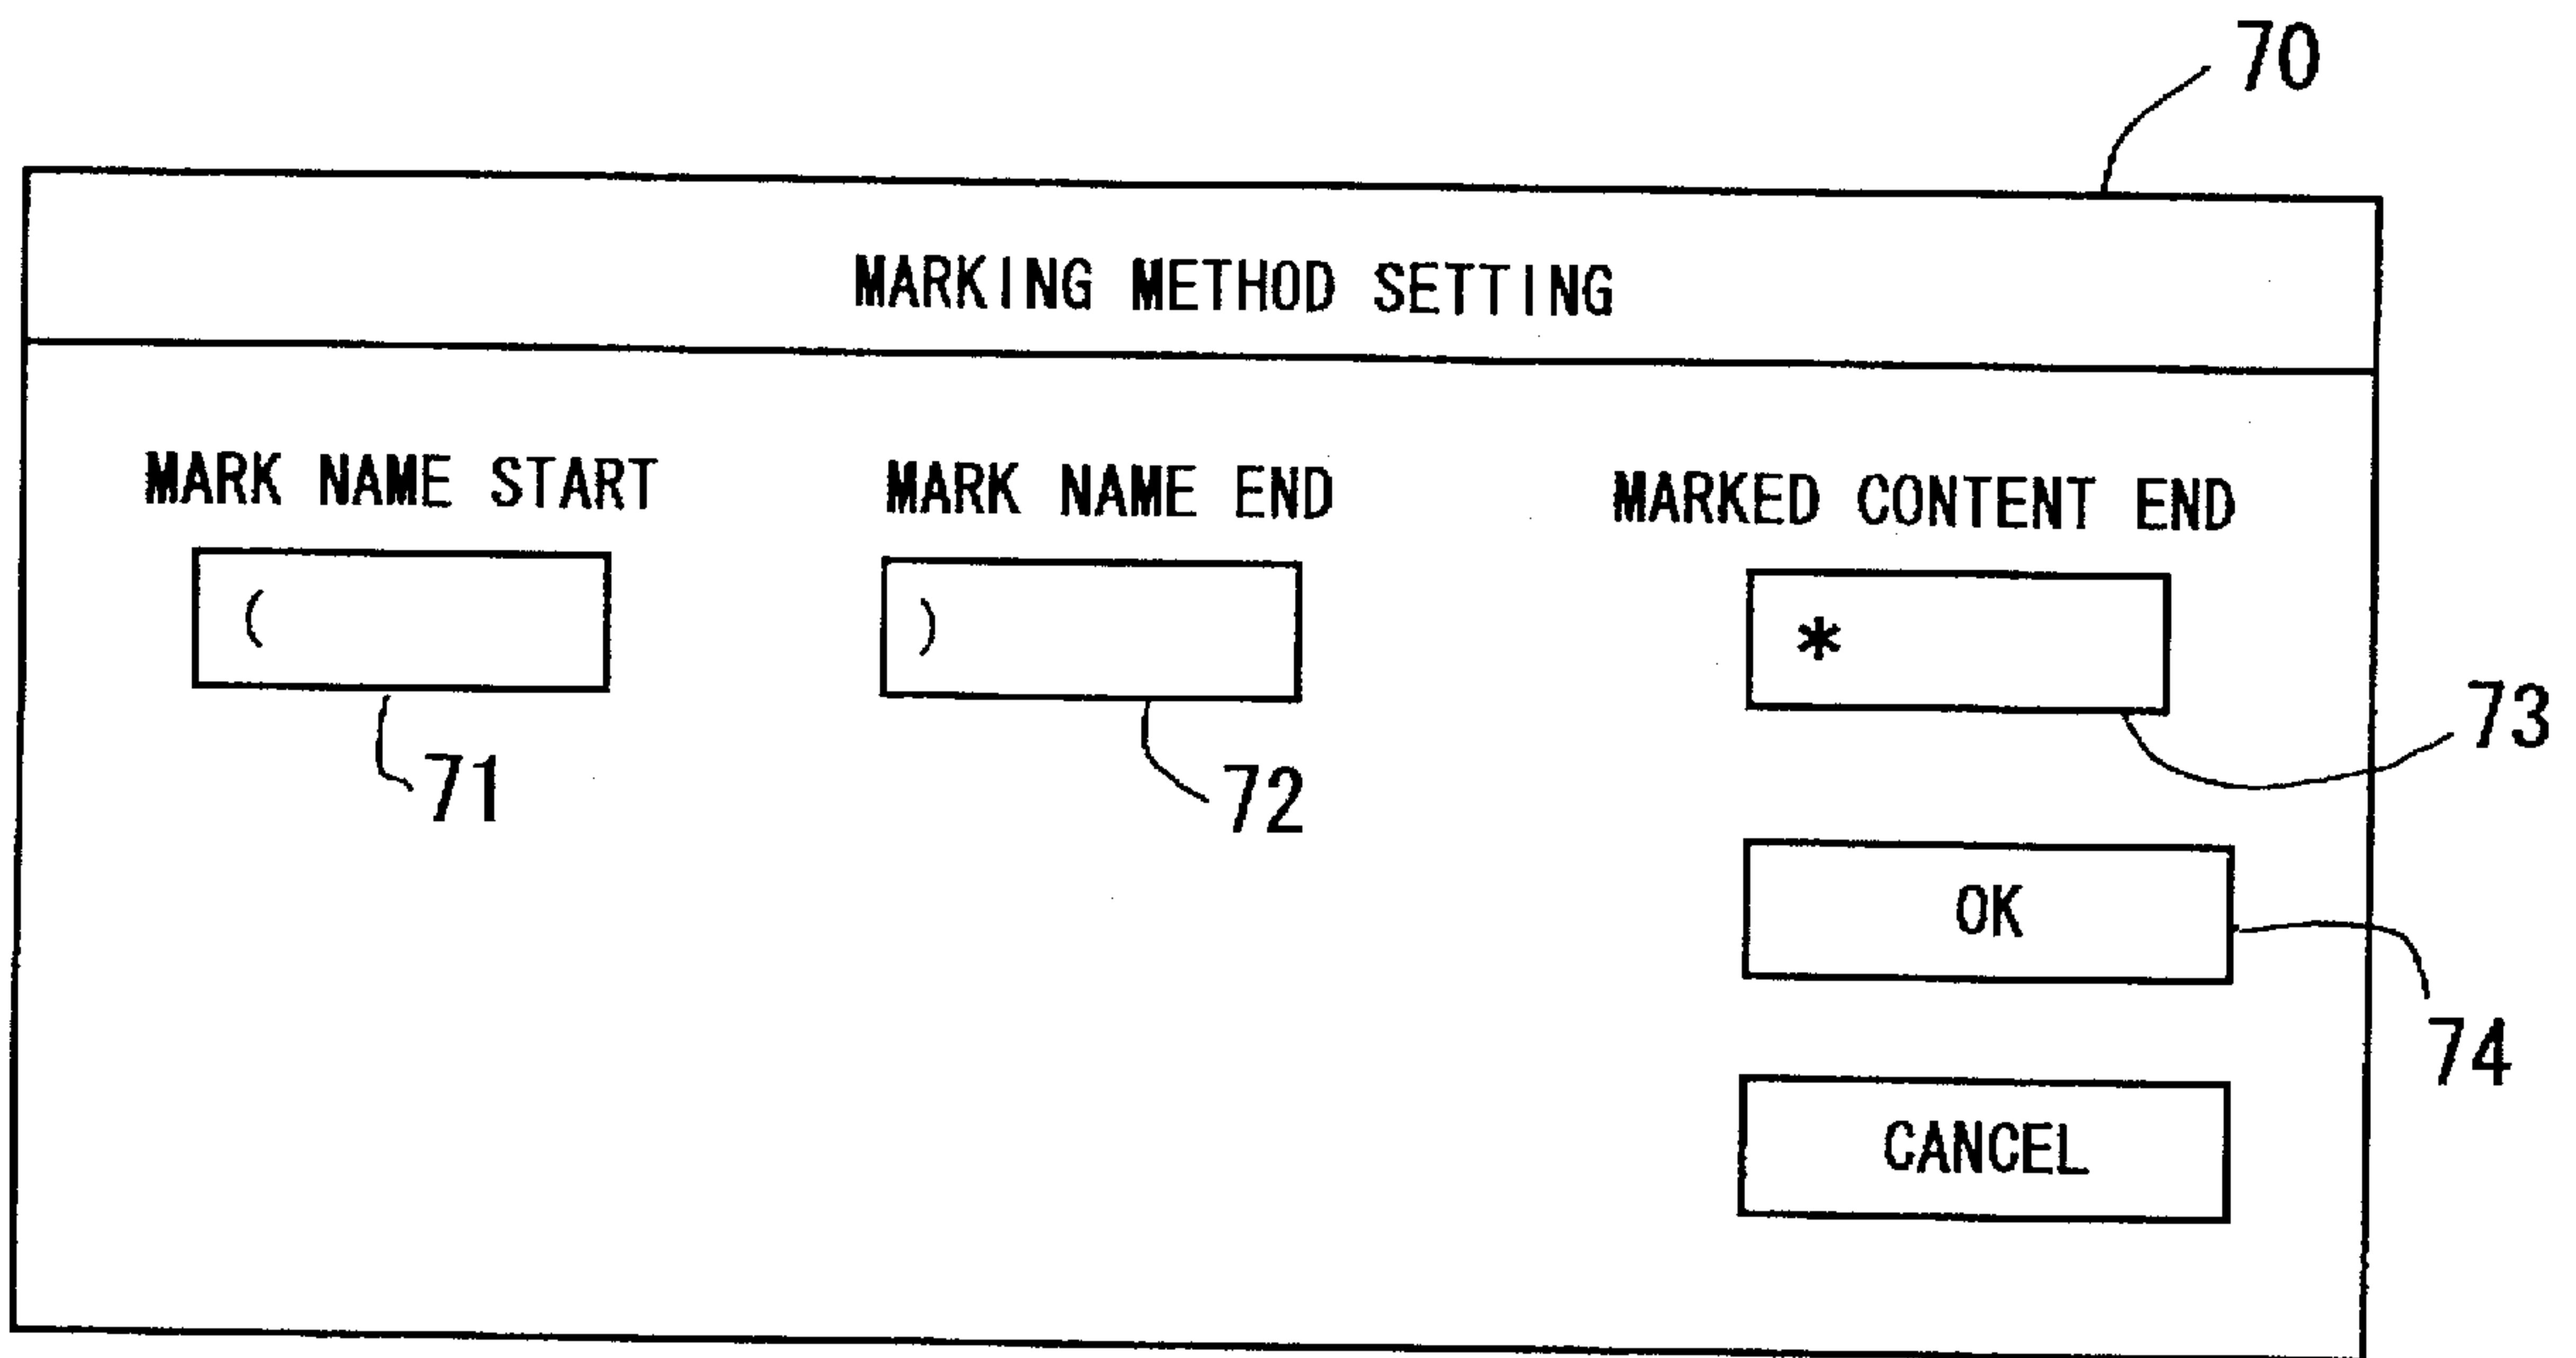 70
MARKING METHOD SETTING
MARK NAME START MARK NAME END MARKED CONTENT END
( ) *
71 72 73
OK
74
CANCEL